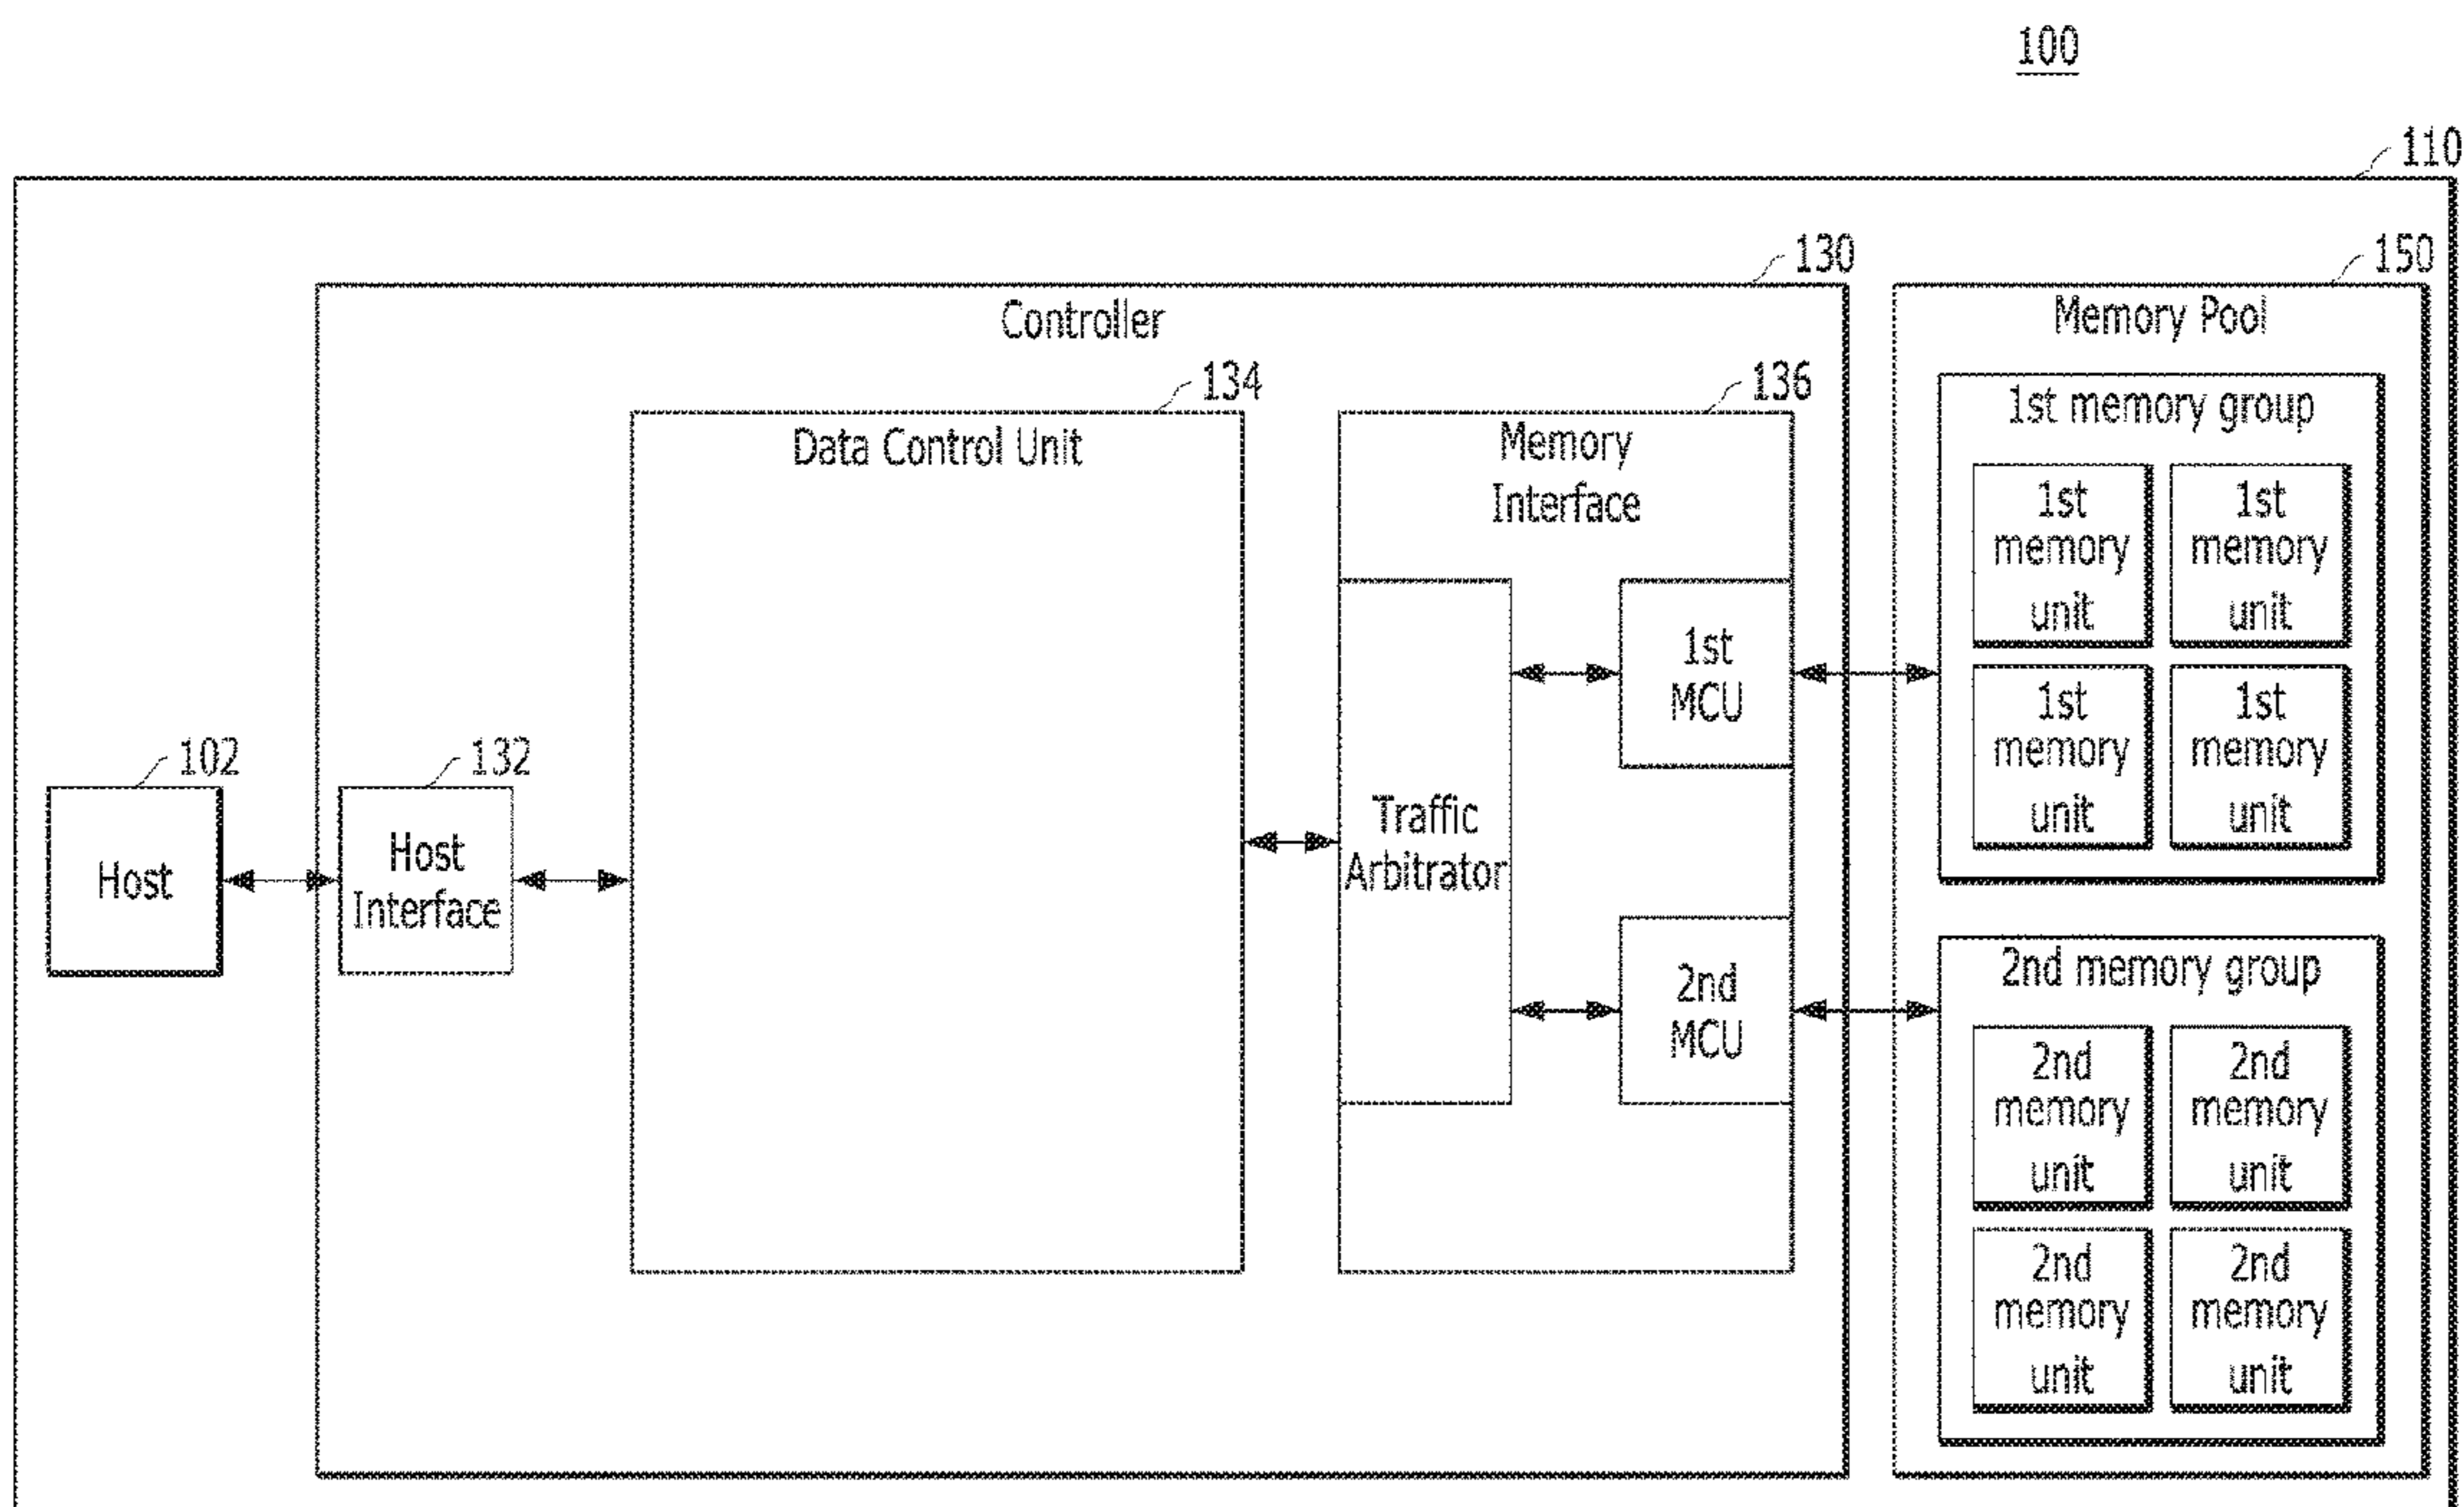 100
110
130
150
Controller
Memory Pool
134
136
Data Control Unit
Memory
Interface
1st memory group
1st
memory
unit
1st
memory
unit
1st
memory
unit
1st
memory
unit
1st
MCU
102
132
Host
Host
Interface
Traffic
Arbitrator
2nd
MCU
2nd memory group
2nd
memory
unit
2nd
memory
unit
2nd
memory
unit
2nd
memory
unit